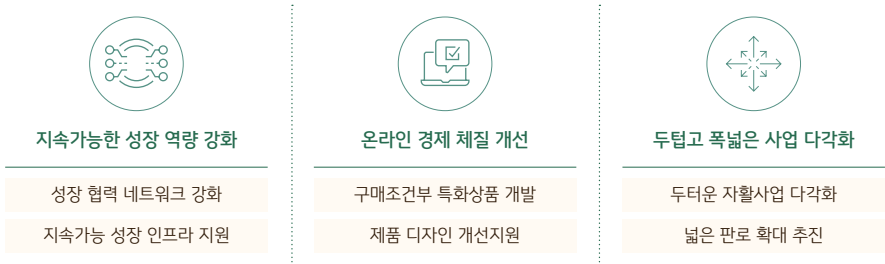 지속가능한 성장 역량 강화
성장 협력 네트워크 강화
지속가능 성장 인프라 지원
온라인 경제 체질 개선
구매조건부 특화상품 개발
제품 디자인 개선지원
두텁고 폭넓은 사업 다각화
두터운 자활사업 다각화
넓은 판로 확대 추진